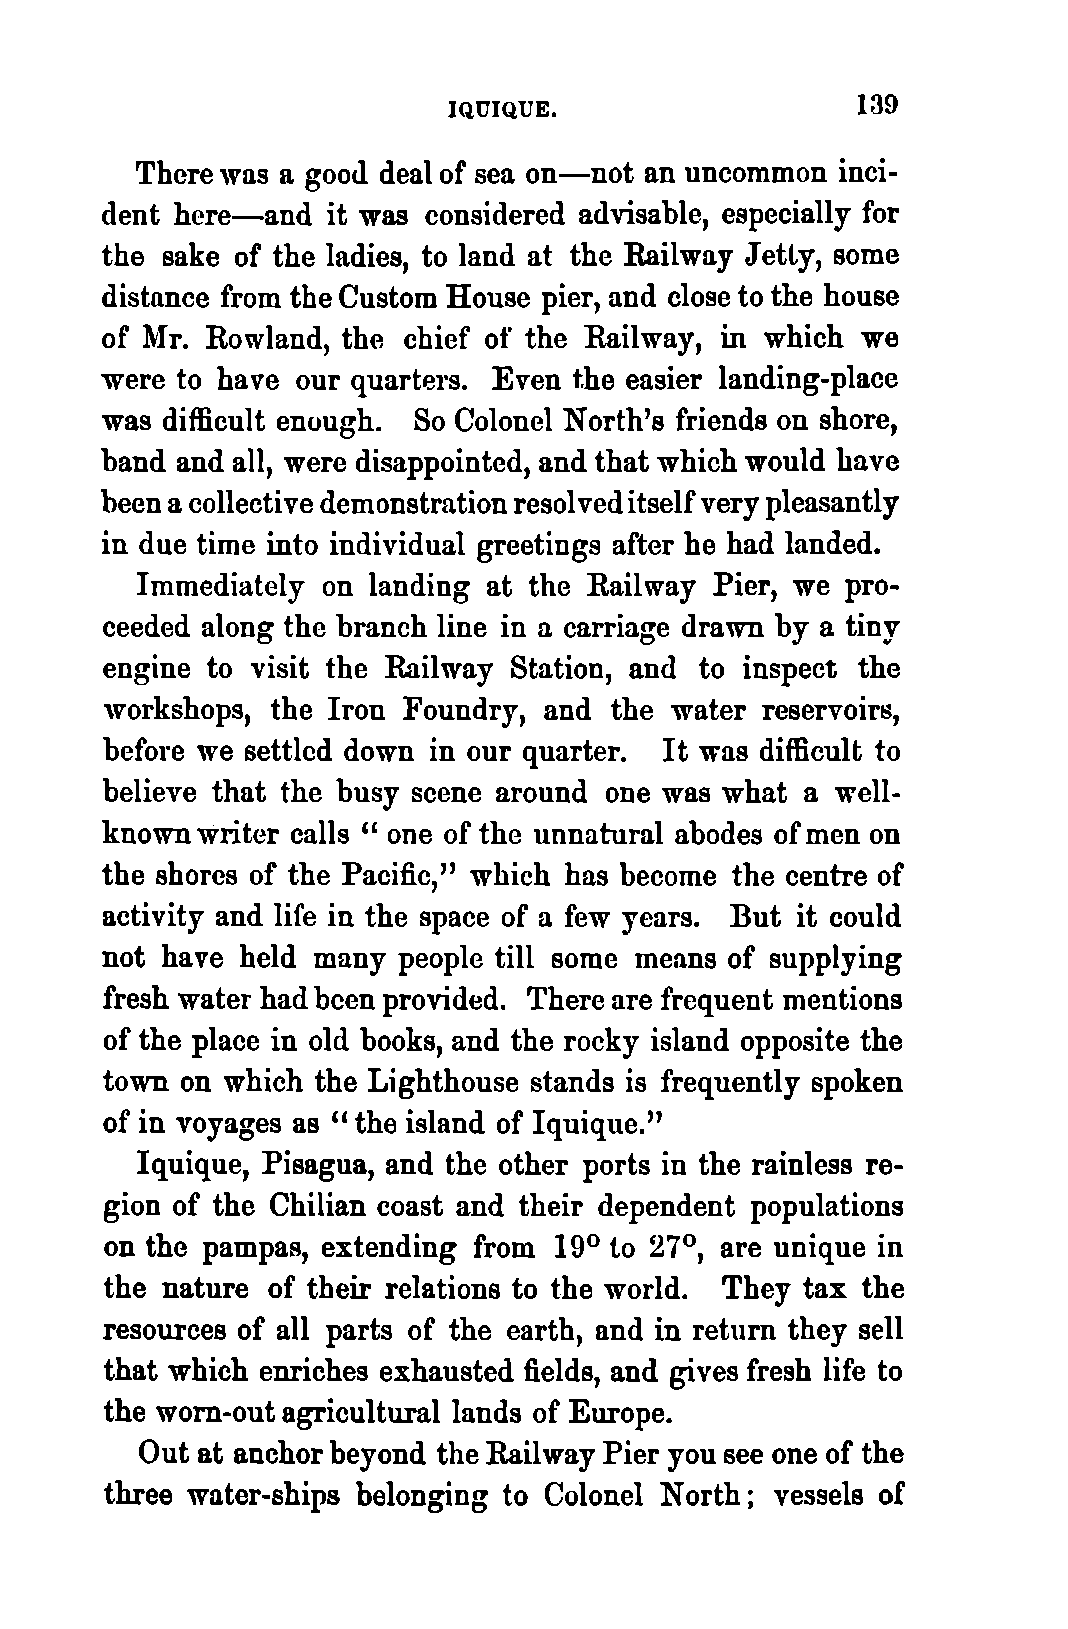 IQUIQUE. 139
There was a good deal of sea on—not an uncommon inci-
dent here—and it was considered advisable, especially for
the sake of the ladies, to land at the Railway Jetty, some
distance from the Custom House pier, and close to the house
of Mr. Rowland, the chief of the Railway, in which we
were to have our quarters. Even the easier landing-place
was difficult enough. So Colonel North's friends on shore,
band and all, were disappointed, and that which would have
been a collective demonstration resolved itself very pleasantly
in due time into individual greetings after he had landed.
Immediately on landing at the Railway Pier, we pro-
ceeded along the branch line in a carriage drawn by a tiny
engine to visit the Railway Station, and to inspect the
workshops, the Iron Foundry, and the water reservoirs,
before we settled down in our quarter. It was difficult to
believe that the busy scene around one was what a well-
known writer calls “ one of the unnatural abodes of men on
the shores of the Pacific,” which has become the centre of
activity and life in the space of a few years. But it could
not have held many people till some means of supplying
fresh water had been provided. There are frequent mentions
of the place in old books, and the rocky island opposite the
town on which the Lighthouse stands is frequently spoken
of in voyages as “ the island of Iquique.”
Iquique, Pisagua, and the other ports in the rainless re-
gion of the Chilian coast and their dependent populations
on the pampas, extending from 19° to 27°, are unique in
the nature of their relations to the world. They tax the
resources of all parts of the earth, and in return they sell
that which enriches exhausted fields, and gives fresh life to
the worn-out agricultural lands of Europe.
Out at anchor beyond the Railway Pier you see one of the
three water-ships belonging to Colonel North; vessels of